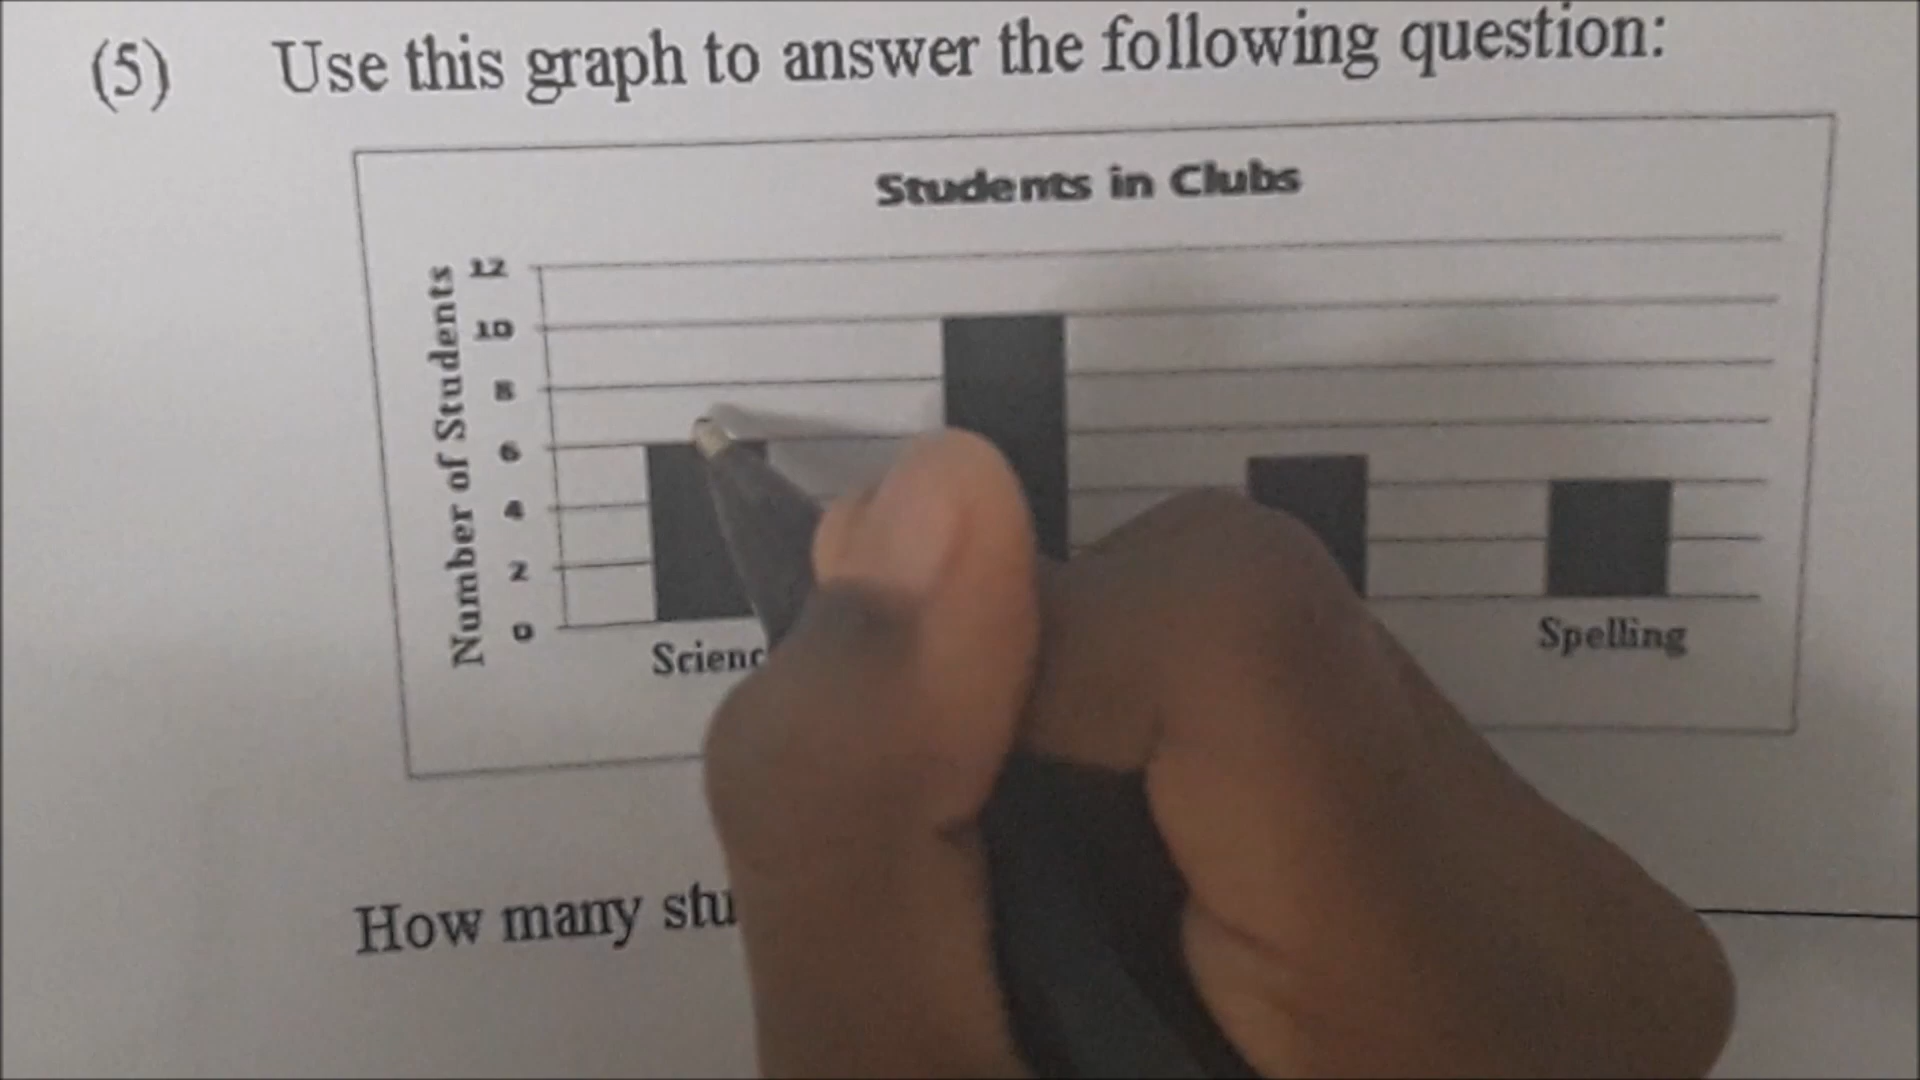 (5) Use this graph to answer the following question:
Students in Clubs
Number of Students
12
10
8
6
4
2
0
Scienc
Spelling
How many stu